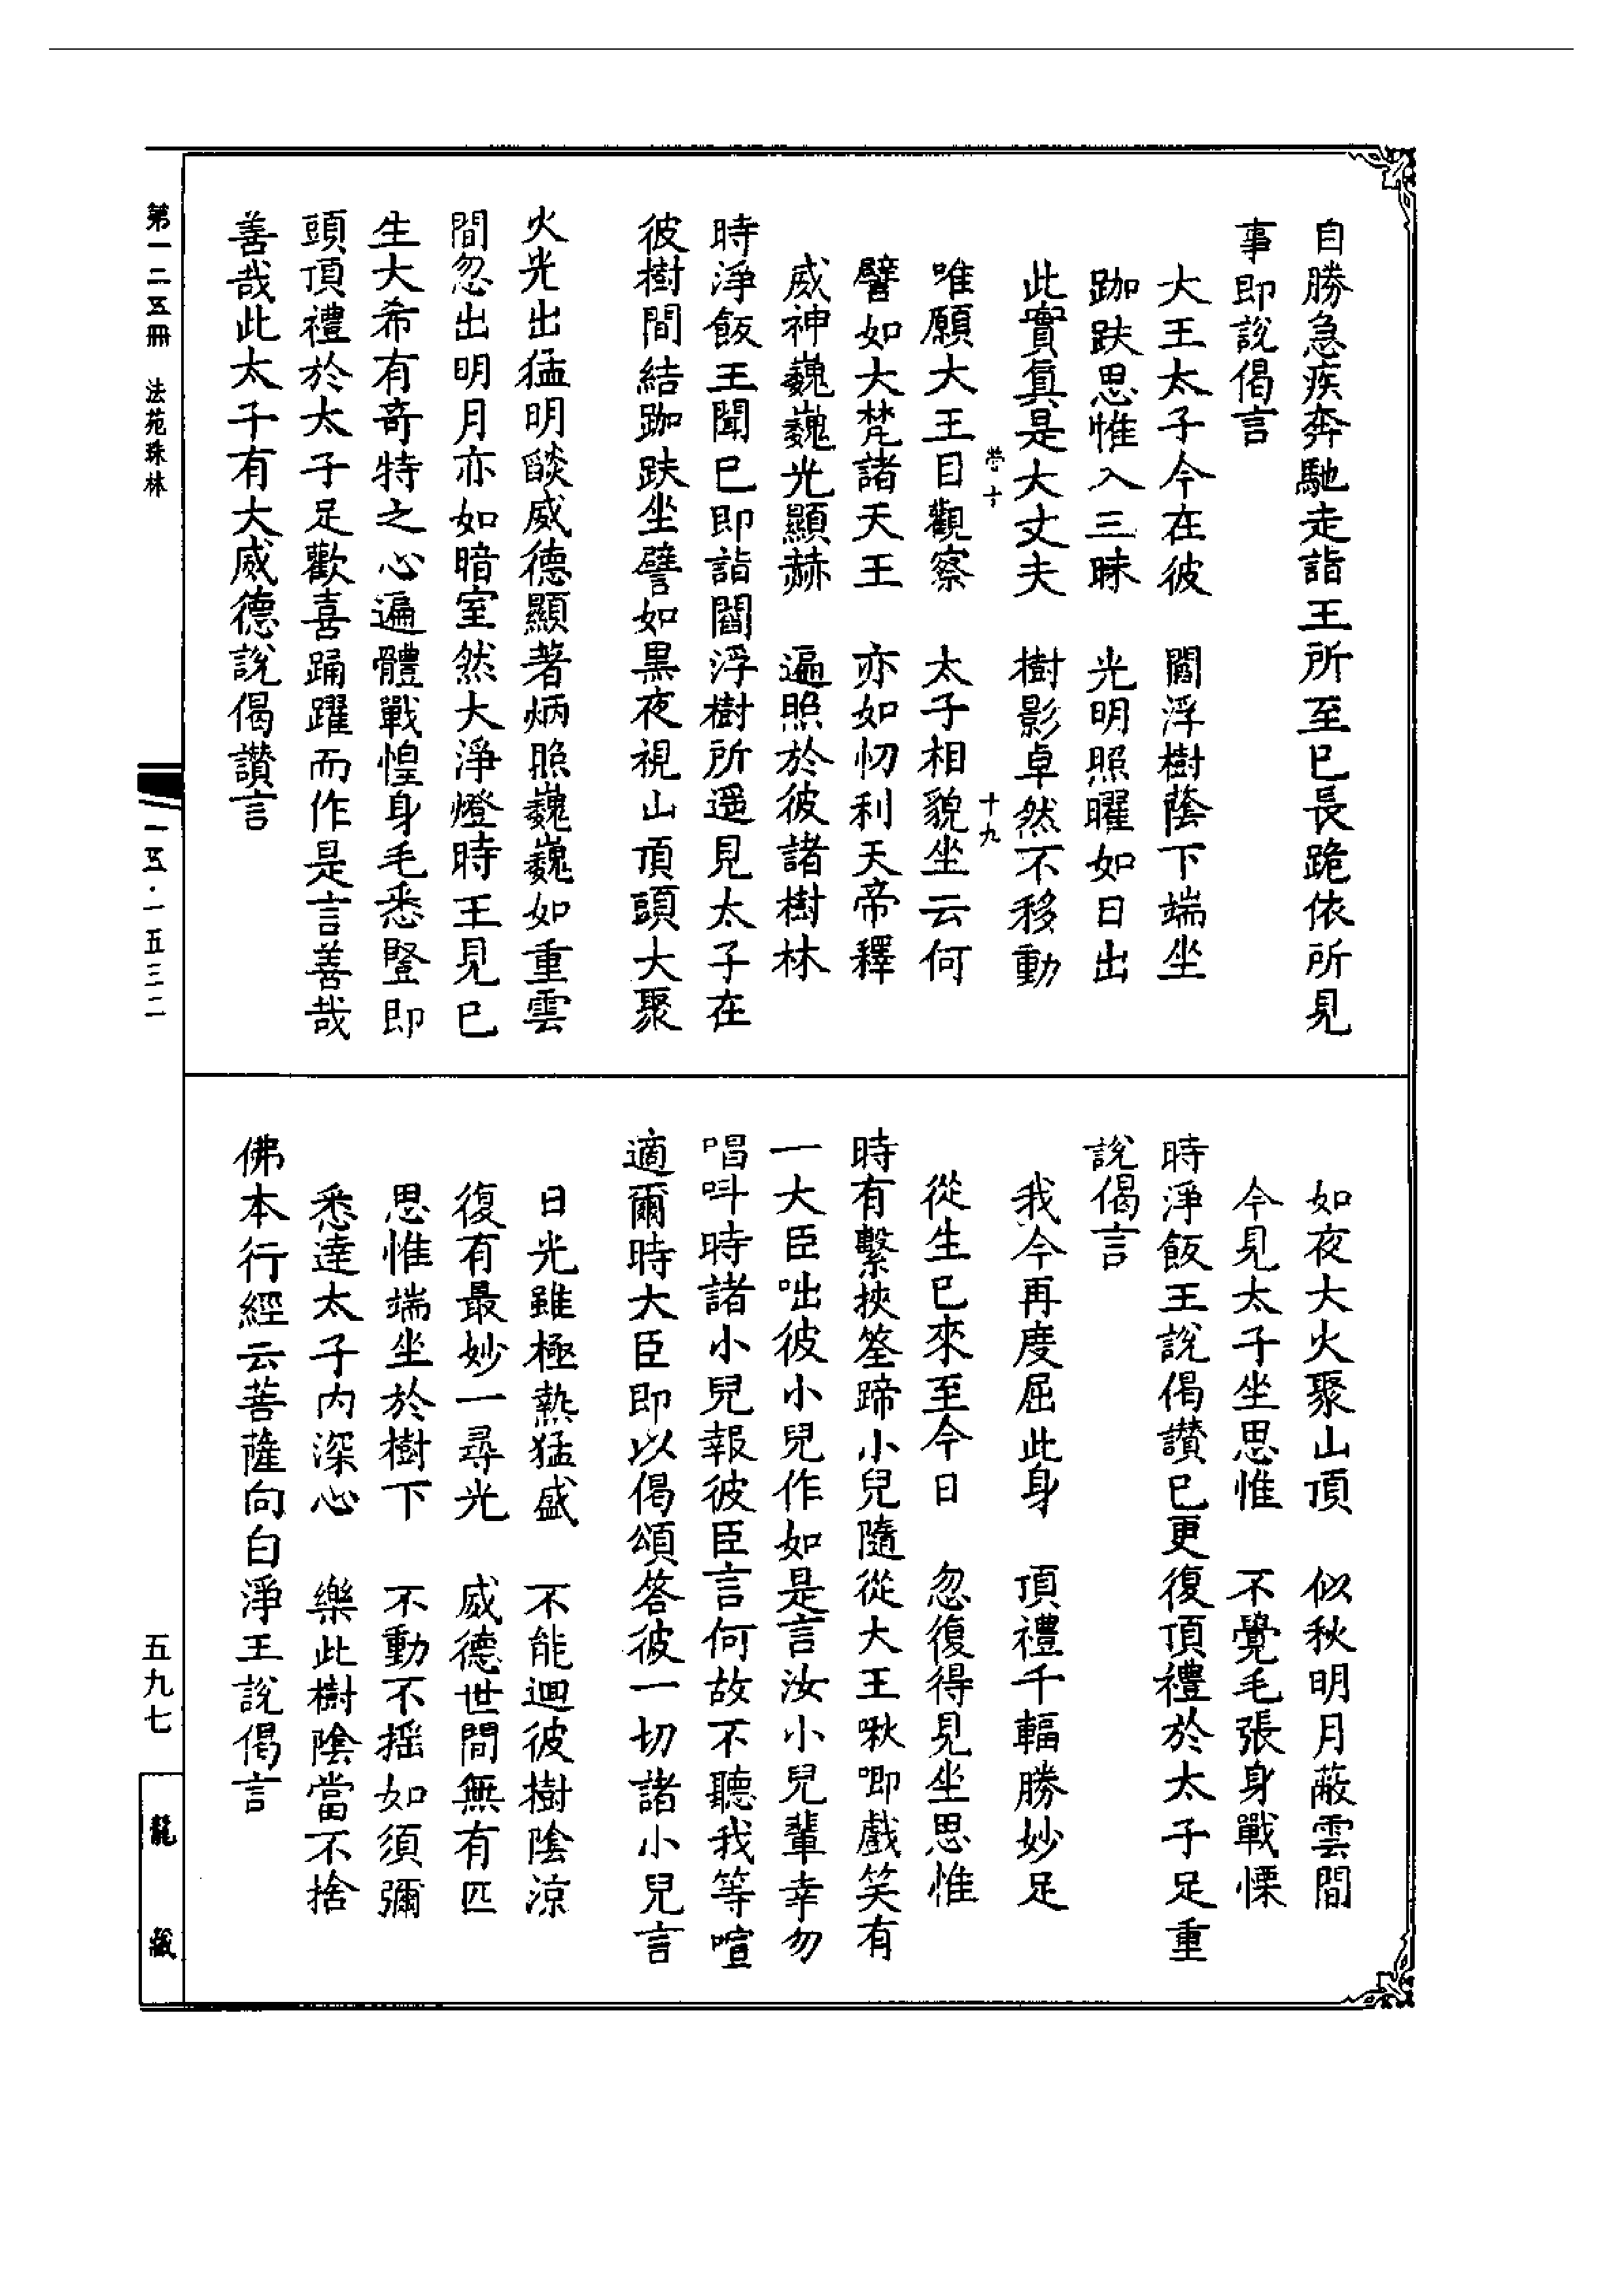 自勝急疾奔馳走詣王所至已長跪依所見
事即說偈言
大王太子今在彼　閻浮樹蔭下端坐
跏趺思惟入三昧　光明照曜如日出
此實真是大丈夫　樹影卓然不移動
十九
唯願大王目觀察　太子相貌坐云何
譬如大梵諸天王　亦如忉利天帝釋
威神巍巍光顯赫　遍照於彼諸樹林
時淨飯王聞已即詣閻浮樹所遥見太子在
彼樹間結跏趺坐譬如黒夜視山頂頭大聚
火光出猛明燄威德顯著炳照巍巍如重雲
間忽出明月亦如暗室然大淨燈時王見已
生大希有竒特之心遍體戰惶身毛悉豎即
頭頂禮於太子足歡喜踊躍而作是言善哉
善哉此太子有大威德說偈讚言
如夜大火聚山頂　似秋明月蔽雲間
今見太子坐思惟　不覺毛張身戰慄
時淨飯王說偈讚已更復頂禮於太子足重
說偈言
我今再度屈此身　頂禮千輻勝妙足
從生已來至今日　忽復得見坐思惟
時有繫挾筌蹄小兒隨從大王啾唧戲笑有
一大臣咄彼小兒作如是言汝小兒輩幸勿
唱呌時諸小兒報彼臣言何故不聽我等喧
適爾時大臣即以偈頌答彼一切諸小兒言
日光雖極熱猛盛　不能迴彼樹陰涼
復有最妙一尋光　威德世間無有匹
思惟端坐於樹下　不動不摇如須彌
悉達太子内深心　樂此樹陰當不捨
佛本行經云菩薩向白淨王說偈言
第一二五冊　法苑珠林
一五·一五三二
五九七
龍藏